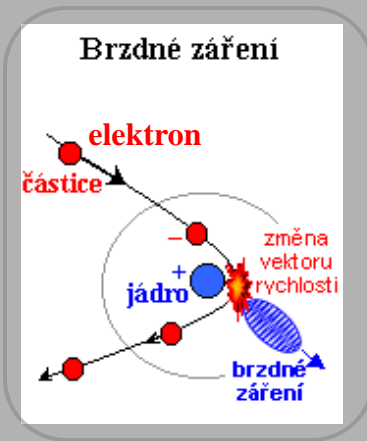 Brzdné záření
elektron
částice
–
změna
vektoru
rychlosti
+
jádro
brzdné
záření